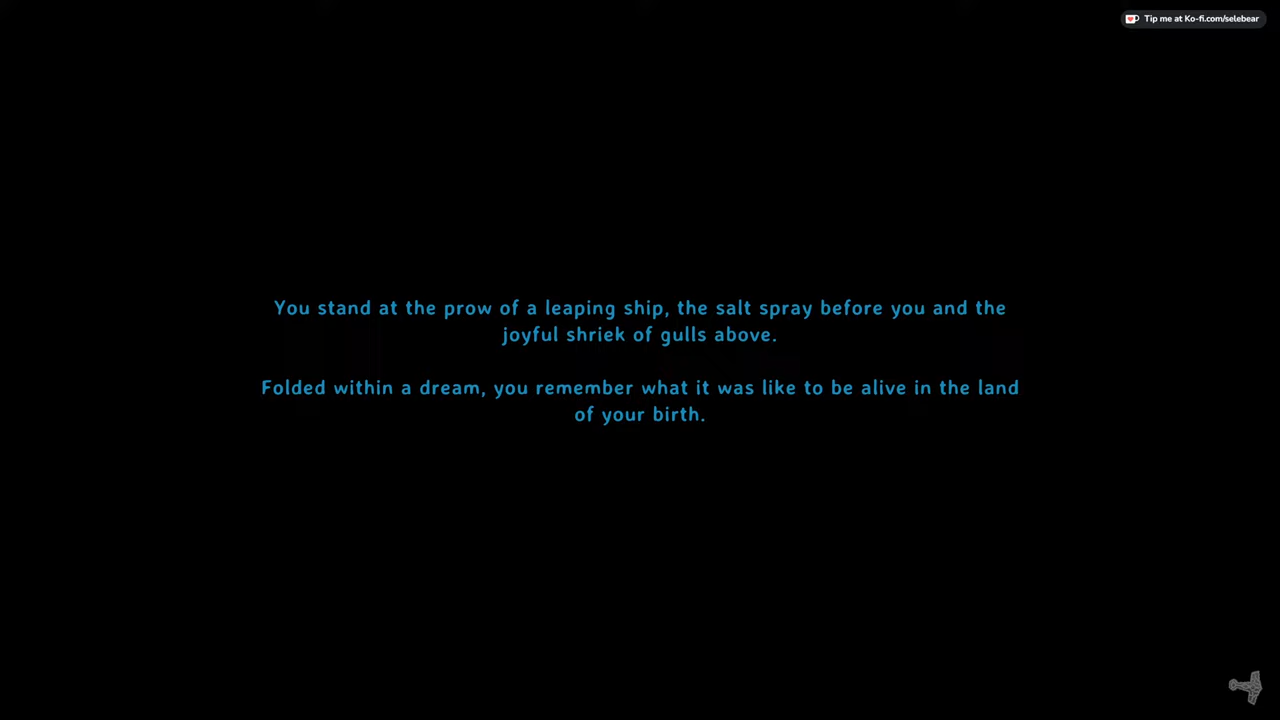 Tip me at Ko-fi.com/selebear
You stand at the prow of a leaping ship, the salt spray before you and the
joyful shriek of gulls above.
Folded within a dream, you remember what it was like to be alive in the land
of your birth.